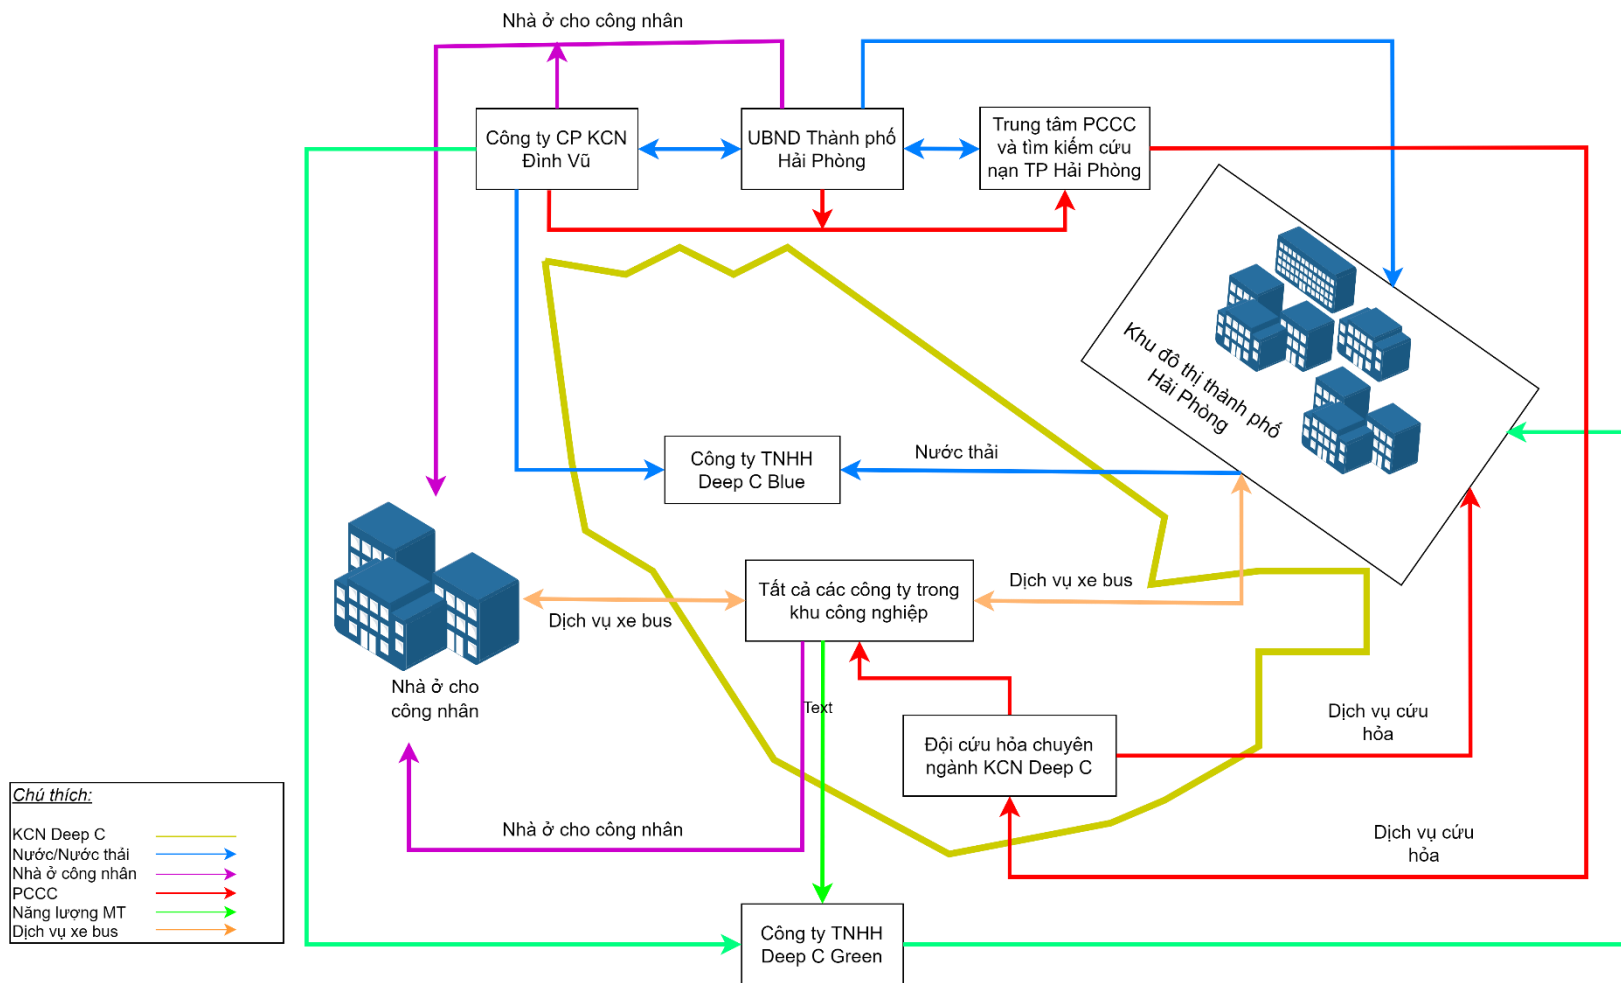 Nhà ở cho công nhân
Công ty CP KCN
Đình Vũ
UBND Thành phố
Hải Phòng
Trung tâm PCCC
và tìm kiếm cứu
nạn TP Hải Phòng
Khu đô thị thành phố
Hải Phòng
Công ty TNHH
Deep C Blue
Nước thải
Tất cả các công ty trong
khu công nghiệp
Dịch vụ xe bus
Dịch vụ xe bus
Nhà ở cho
công nhân
Text
Đội cứu hỏa chuyên
ngành KCN Deep C
Dịch vụ cứu
hỏa
Nhà ở cho công nhân
Dịch vụ cứu
hỏa
Chú thích:
KCN Deep C
Nước/Nước thải
Nhà ở công nhân
PCCC
Năng lượng MT
Dịch vụ xe bus
Công ty TNHH
Deep C Green